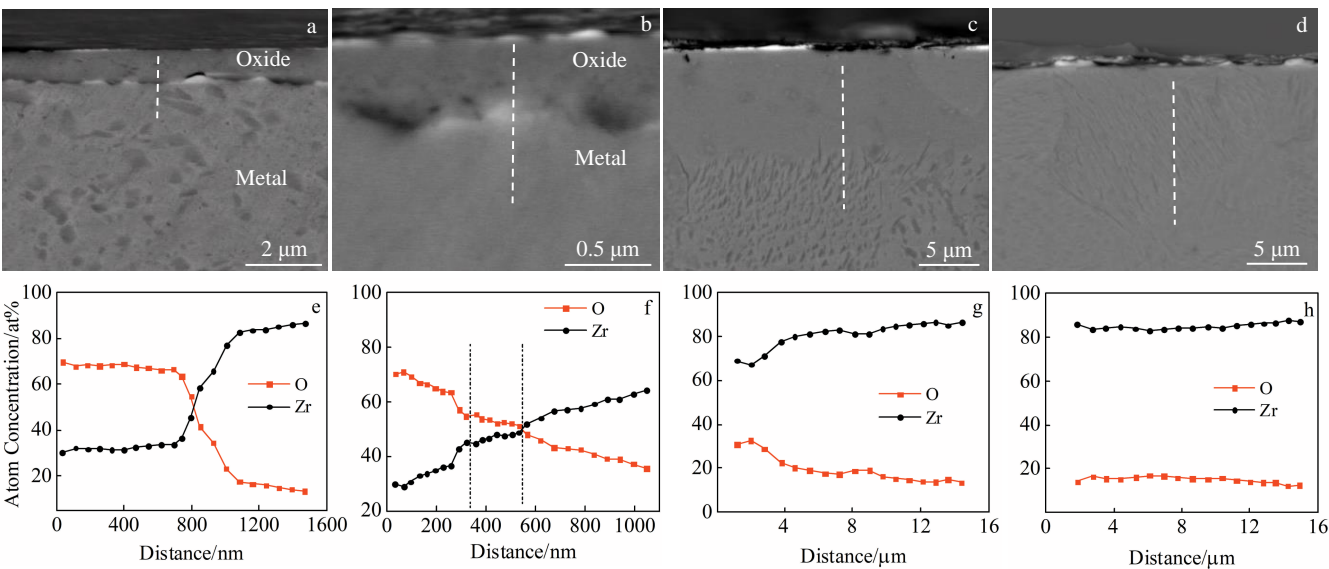 a
Oxide
Metal
2 μm
b
Oxide
Metal
0.5 μm
c
5 μm
d
5 μm
Atom Concentration/at%
100
80
60
40
20
e
O
Zr
0
400
800
1200
1600
Distance/nm
100
80
60
40
20
f
O
Zr
0
200
400
600
800
1000
Distance/nm
100
80
60
40
20
0
g
O
Zr
0
4
8
12
16
Distance/μm
100
80
60
40
20
h
O
Zr
0
4
8
12
16
Distance/μm